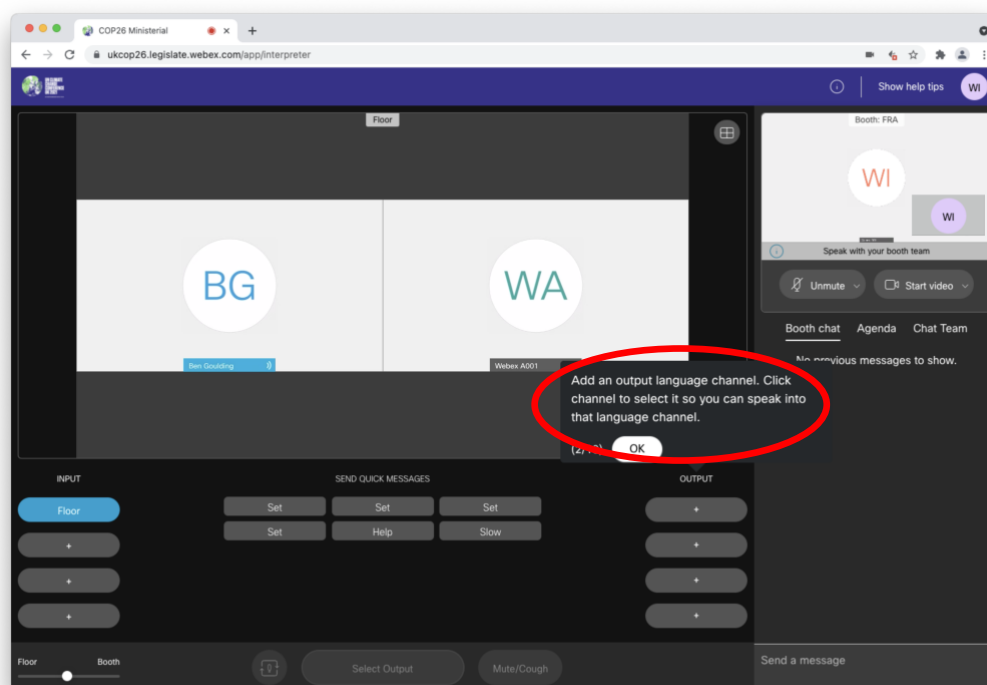 COP26 Ministerial
ukcop26.legislate.webex.com/app/interpreter
Show help tips
WI
Floor
Booth: FRA
WI
WI
BG
WA
Speak with your booth team
Unmute
Start video
Ben Goulding
Webex A001
Booth chat Agenda Chat Team
No previous messages to show.
Add an output language channel. Click
channel to select it so you can speak into
that language channel.
OK
INPUT
SEND QUICK MESSAGES
OUTPUT
Floor
Set Set Set
+
Set Help Slow
+
+
+
+
+
+
Floor Booth
Select Output
Mute/Cough
Send a message